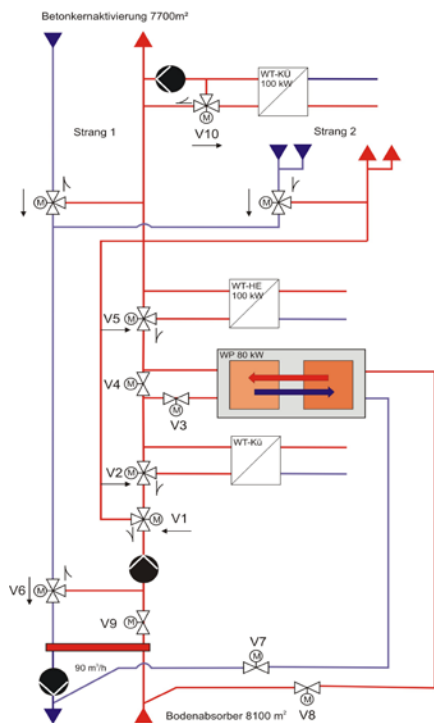 Betonkernaktivierung 7700m²
WT-KÜ
100 kW
M
V10
Strang 1
Strang 2
M
M
WT-HE
100 kW
V5
M
WP 80 kW
V4
M
M
V3
WT-Kü
V2
M
M
V1
V6
M
V9
M
V7
M
90 m³/h
M
V8
Bodenabsorber 8100 m²